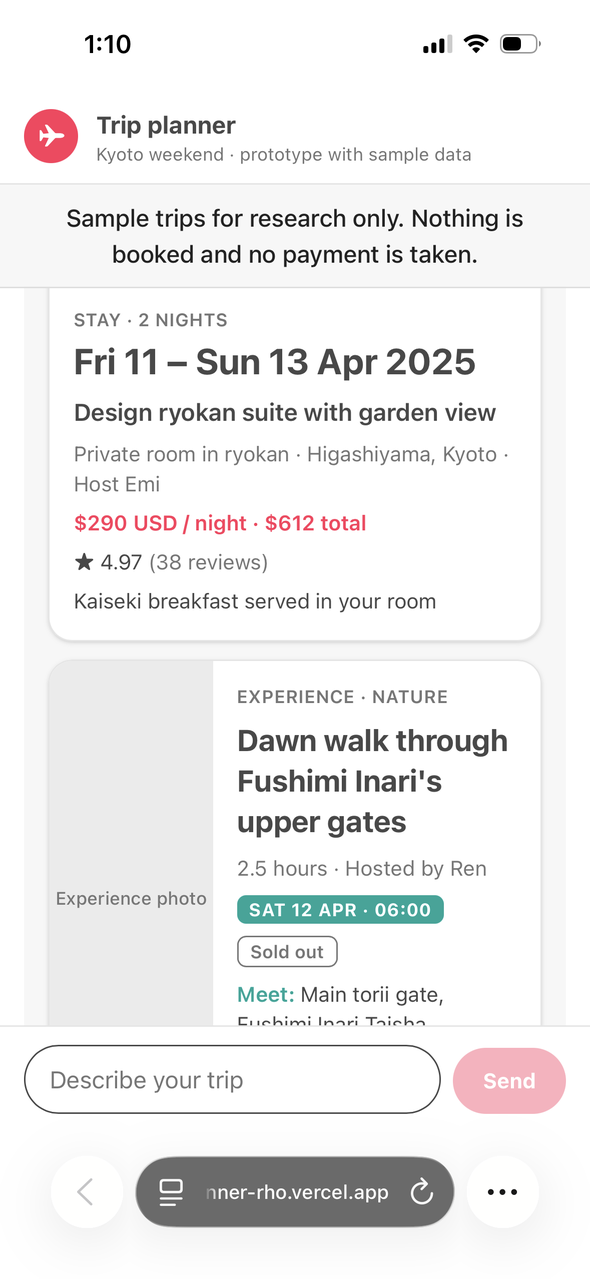 1:10
Trip planner
Kyoto weekend · prototype with sample data
Sample trips for research only. Nothing is
booked and no payment is taken.
STAY · 2 NIGHTS
Fri 11 – Sun 13 Apr 2025
Design ryokan suite with garden view
Private room in ryokan · Higashiyama, Kyoto ·
Host Emi
$290 USD / night · $612 total
★ 4.97 (38 reviews)
Kaiseki breakfast served in your room
Experience photo
EXPERIENCE · NATURE
Dawn walk through
Fushimi Inari's
upper gates
2.5 hours · Hosted by Ren
SAT 12 APR · 06:00
Sold out
Meet: Main torii gate,
Fushimi Inari Taisha
Describe your trip
Send
nner-rho.vercel.app